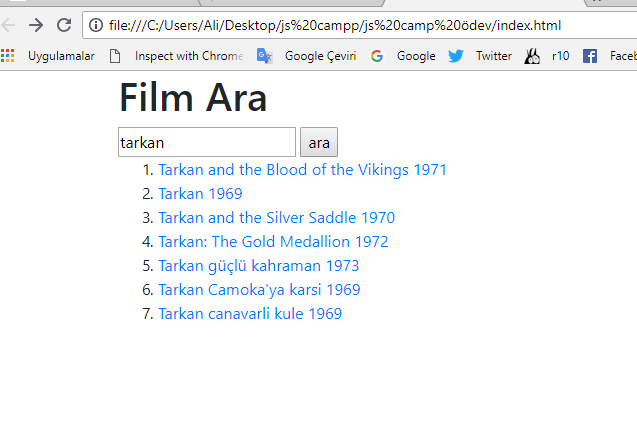 file:///C:/Users/Ali/Desktop/js%20campp/js%20camp%20ödev/index.html
Uygulamalar Inspect with Chrome Google Çeviri Google Twitter r10 Faceb
Film Ara
tarkan ara
1. Tarkan and the Blood of the Vikings 1971
2. Tarkan 1969
3. Tarkan and the Silver Saddle 1970
4. Tarkan: The Gold Medallion 1972
5. Tarkan güçlü kahraman 1973
6. Tarkan Camoka'ya karsi 1969
7. Tarkan canavarli kule 1969